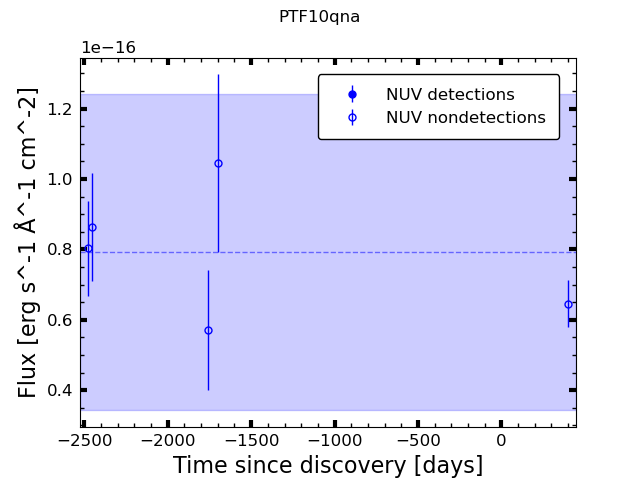 PTF10qna
1e−16
NUV detections
NUV nondetections
1.2
1.0
0.8
0.6
0.4
Flux [erg s^-1 Å^-1 cm^-2]
−2500 −2000 −1500 −1000 −500 0
Time since discovery [days]